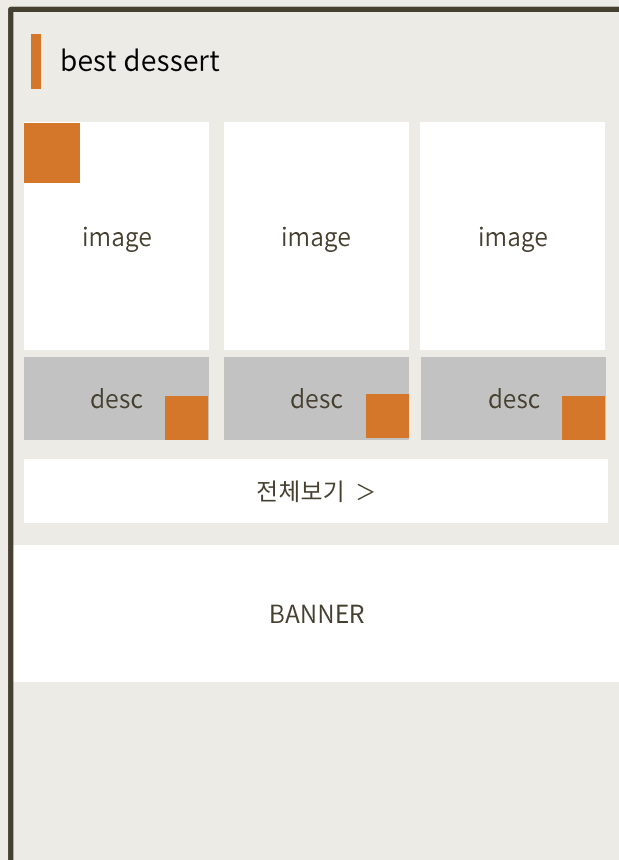 best dessert
image image image
desc desc desc
전체보기 >
BANNER